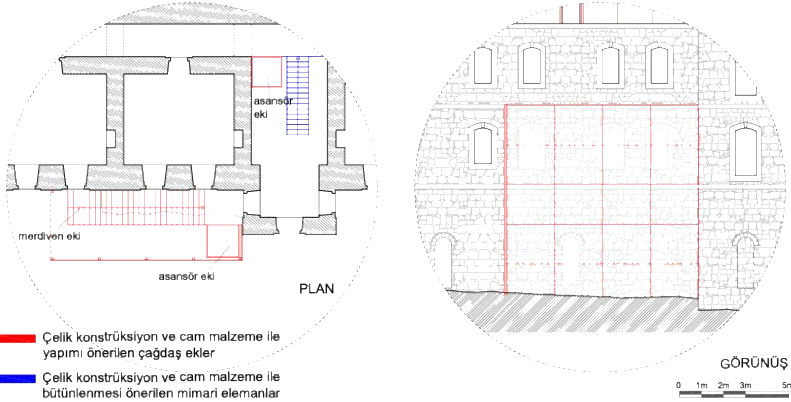 asansör
eki
merdiven eki
asansör eki
PLAN
GÖRÜNÜŞ
0 1m 2m 3m 5m
Çelik konstrüksiyon ve cam malzeme ile
yapımı önerilen çağdaş ekler
Çelik konstrüksiyon ve cam malzeme ile
bütünlenmesi önerilen mimari elemanlar